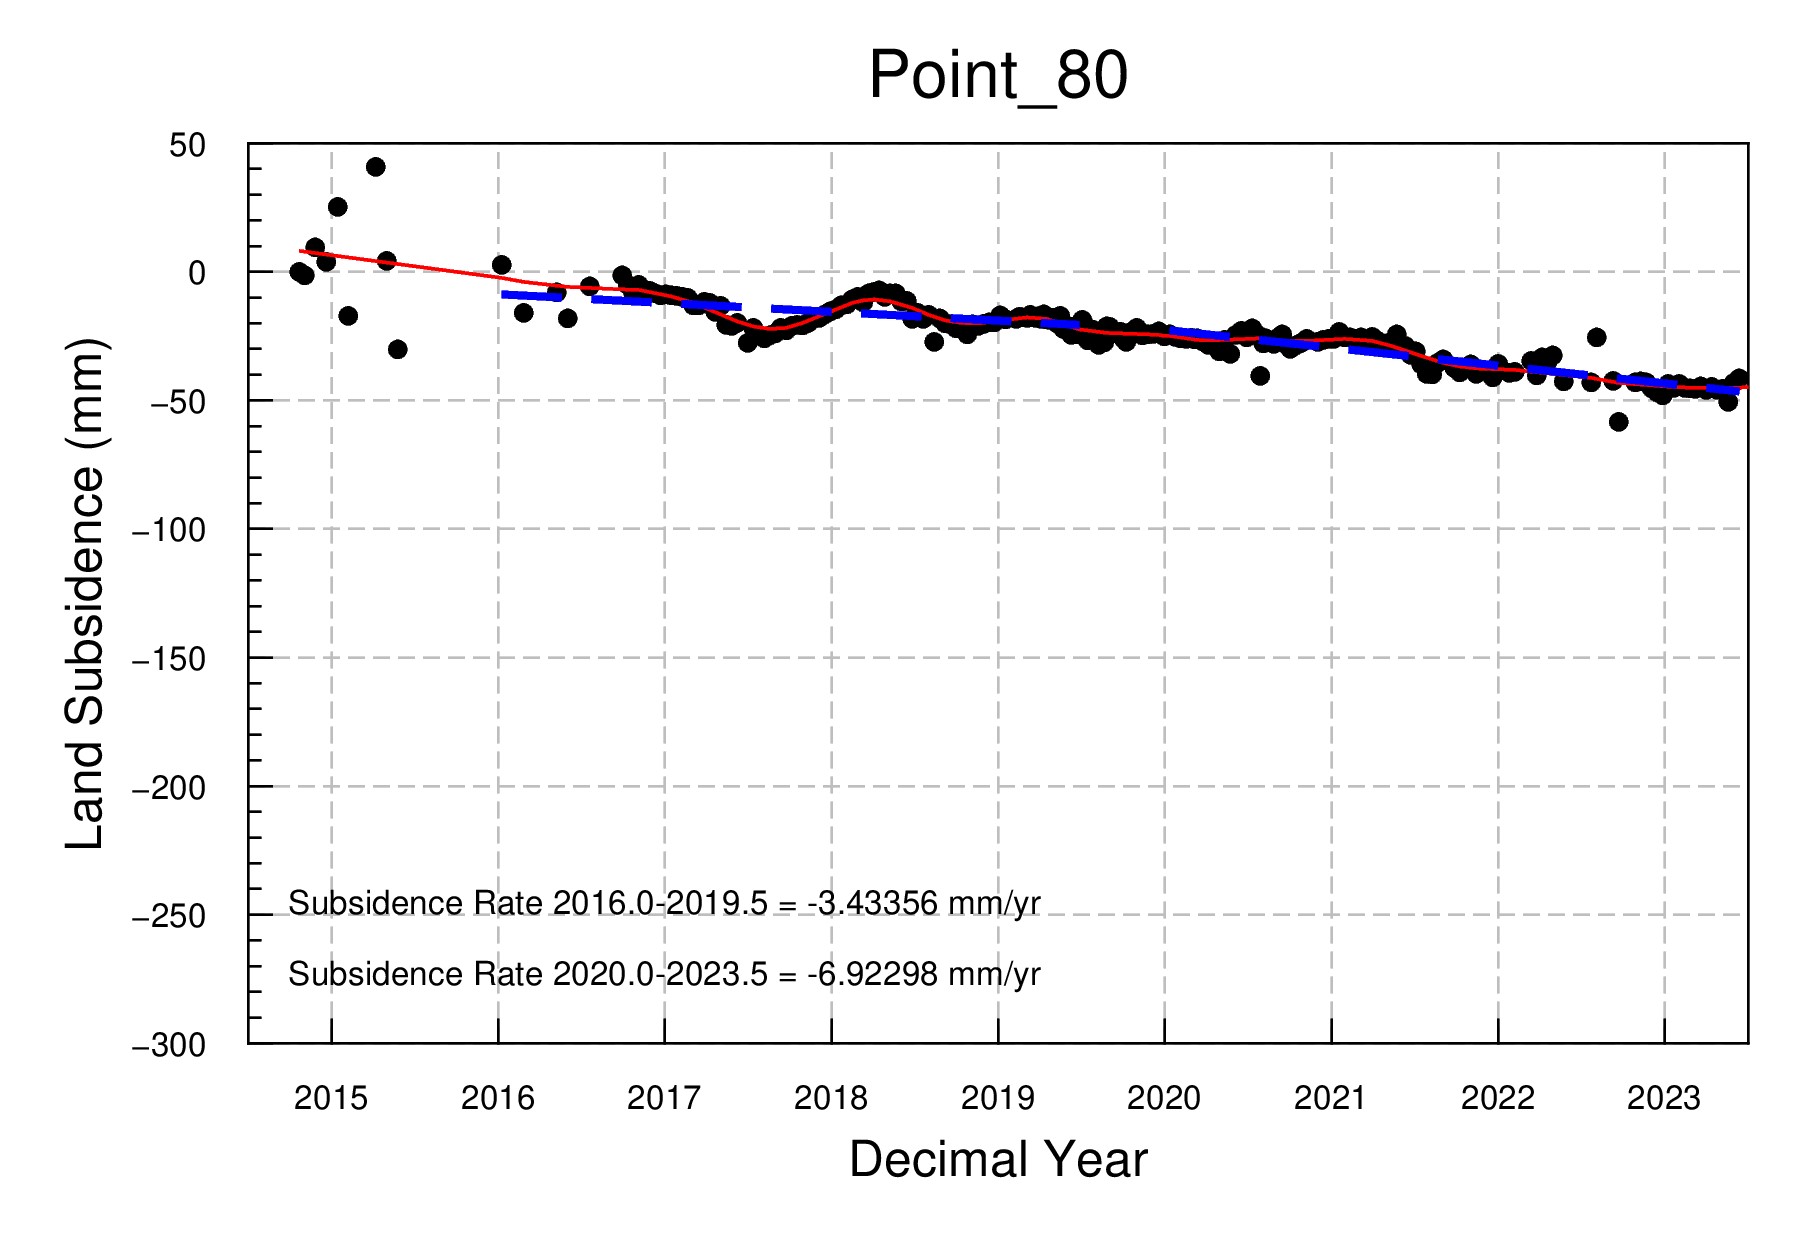 Point_80
50
0
−50
−100
−150
−200
−250
−300
Land Subsidence (mm)
Subsidence Rate 2016.0-2019.5 = -3.43356 mm/yr
Subsidence Rate 2020.0-2023.5 = -6.92298 mm/yr
2015 2016 2017 2018 2019 2020 2021 2022 2023
Decimal Year